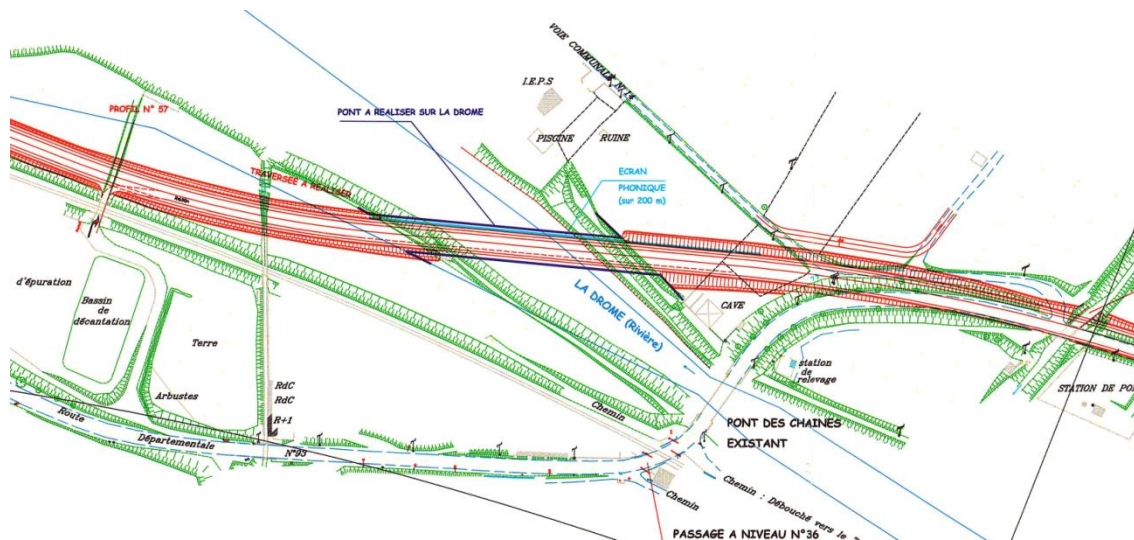 VOIE COMMUNALE N°14
I.E.P.S
PROFIL N° 57
PONT A REALISER SUR LA DROME
PISCINE
RUINE
ECRAN
PHONIQUE
(sur 200 m)
TRAVERSEE A REALISER
d'épuration
Bassin
de
décantation
Terre
LA DROME (Rivière)
CAVE
station
de
relevage
Arbustes
RdC
RdC
R+1
Chemin
STATION DE
PONT DES CHAINES
EXISTANT
Route
Départementale
N°93
Chemin
Chemin : Débouché vers le
PASSAGE A NIVEAU N°36